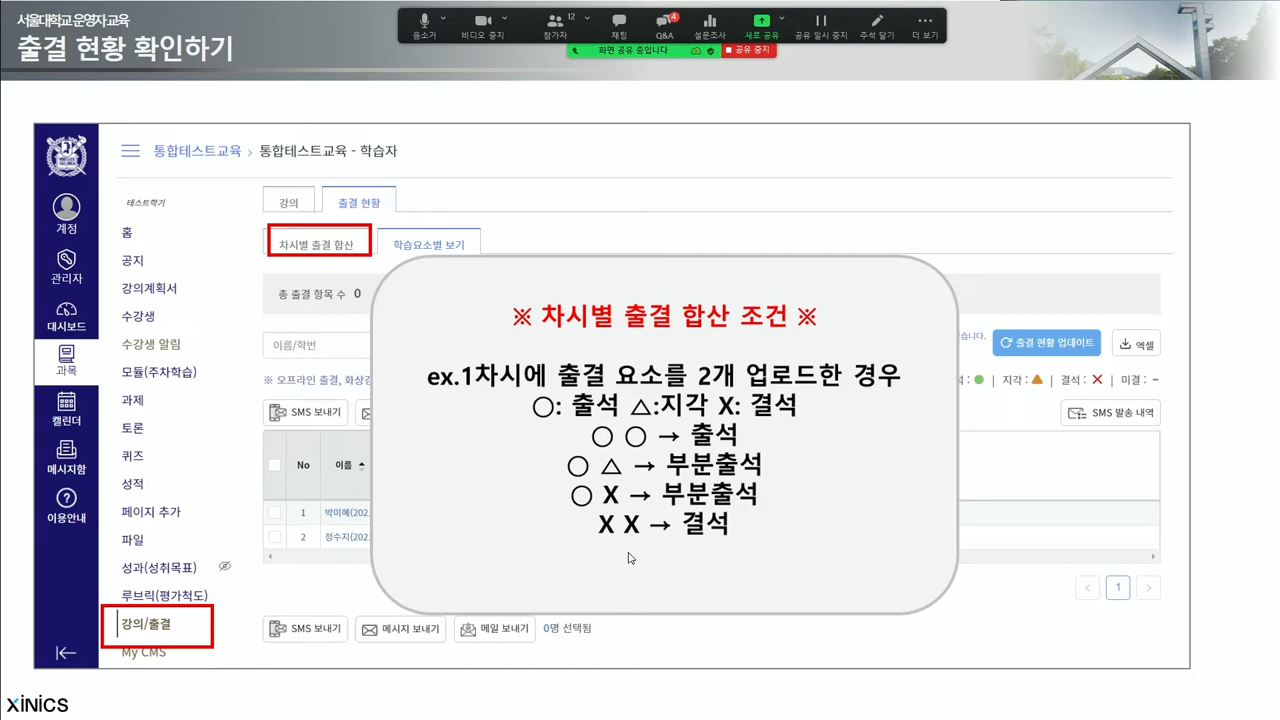 서울대학교 운영자 교육
출결 현황 확인하기
음소거
비디오 중지
12
참가자
채팅
4
Q&A
설문조사
새로 공유
공유 일시 중지
주석 달기
더 보기
화면 공유 중입니다
공유 중지
통합테스트교육 > 통합테스트교육 - 학습자
계정
관리자
대시보드
과목
캘린더
메시지함
이용안내
테스트학기
홈
공지
강의계획서
수강생
수강생 알림
모듈(주차학습)
과제
토론
퀴즈
성적
페이지 추가
파일
성과(성취목표)
루브릭(평가척도)
강의/출결
My CMS
강의
출결 현황
차시별 출결 합산
학습요소별 보기
총 출결 항목 수 0
이름/학번
있습니다.
출결 현황 업데이트
엑셀
※ 오프라인 출결, 화상강
석 : ● | 지각 : ▲ | 결석 : ✕ | 미결 : -
SMS 보내기
SMS 발송 내역
No
이름 ▲
1 박미혜(202
2 정수지(202
※ 차시별 출결 합산 조건 ※
ex.1차시에 출결 요소를 2개 업로드한 경우
○: 출석 △:지각 X: 결석
○ ○ → 출석
○ △ → 부분출석
○ X → 부분출석
X X → 결석
< 1 >
SMS 보내기
메시지 보내기
메일 보내기
0명 선택됨
XINICS